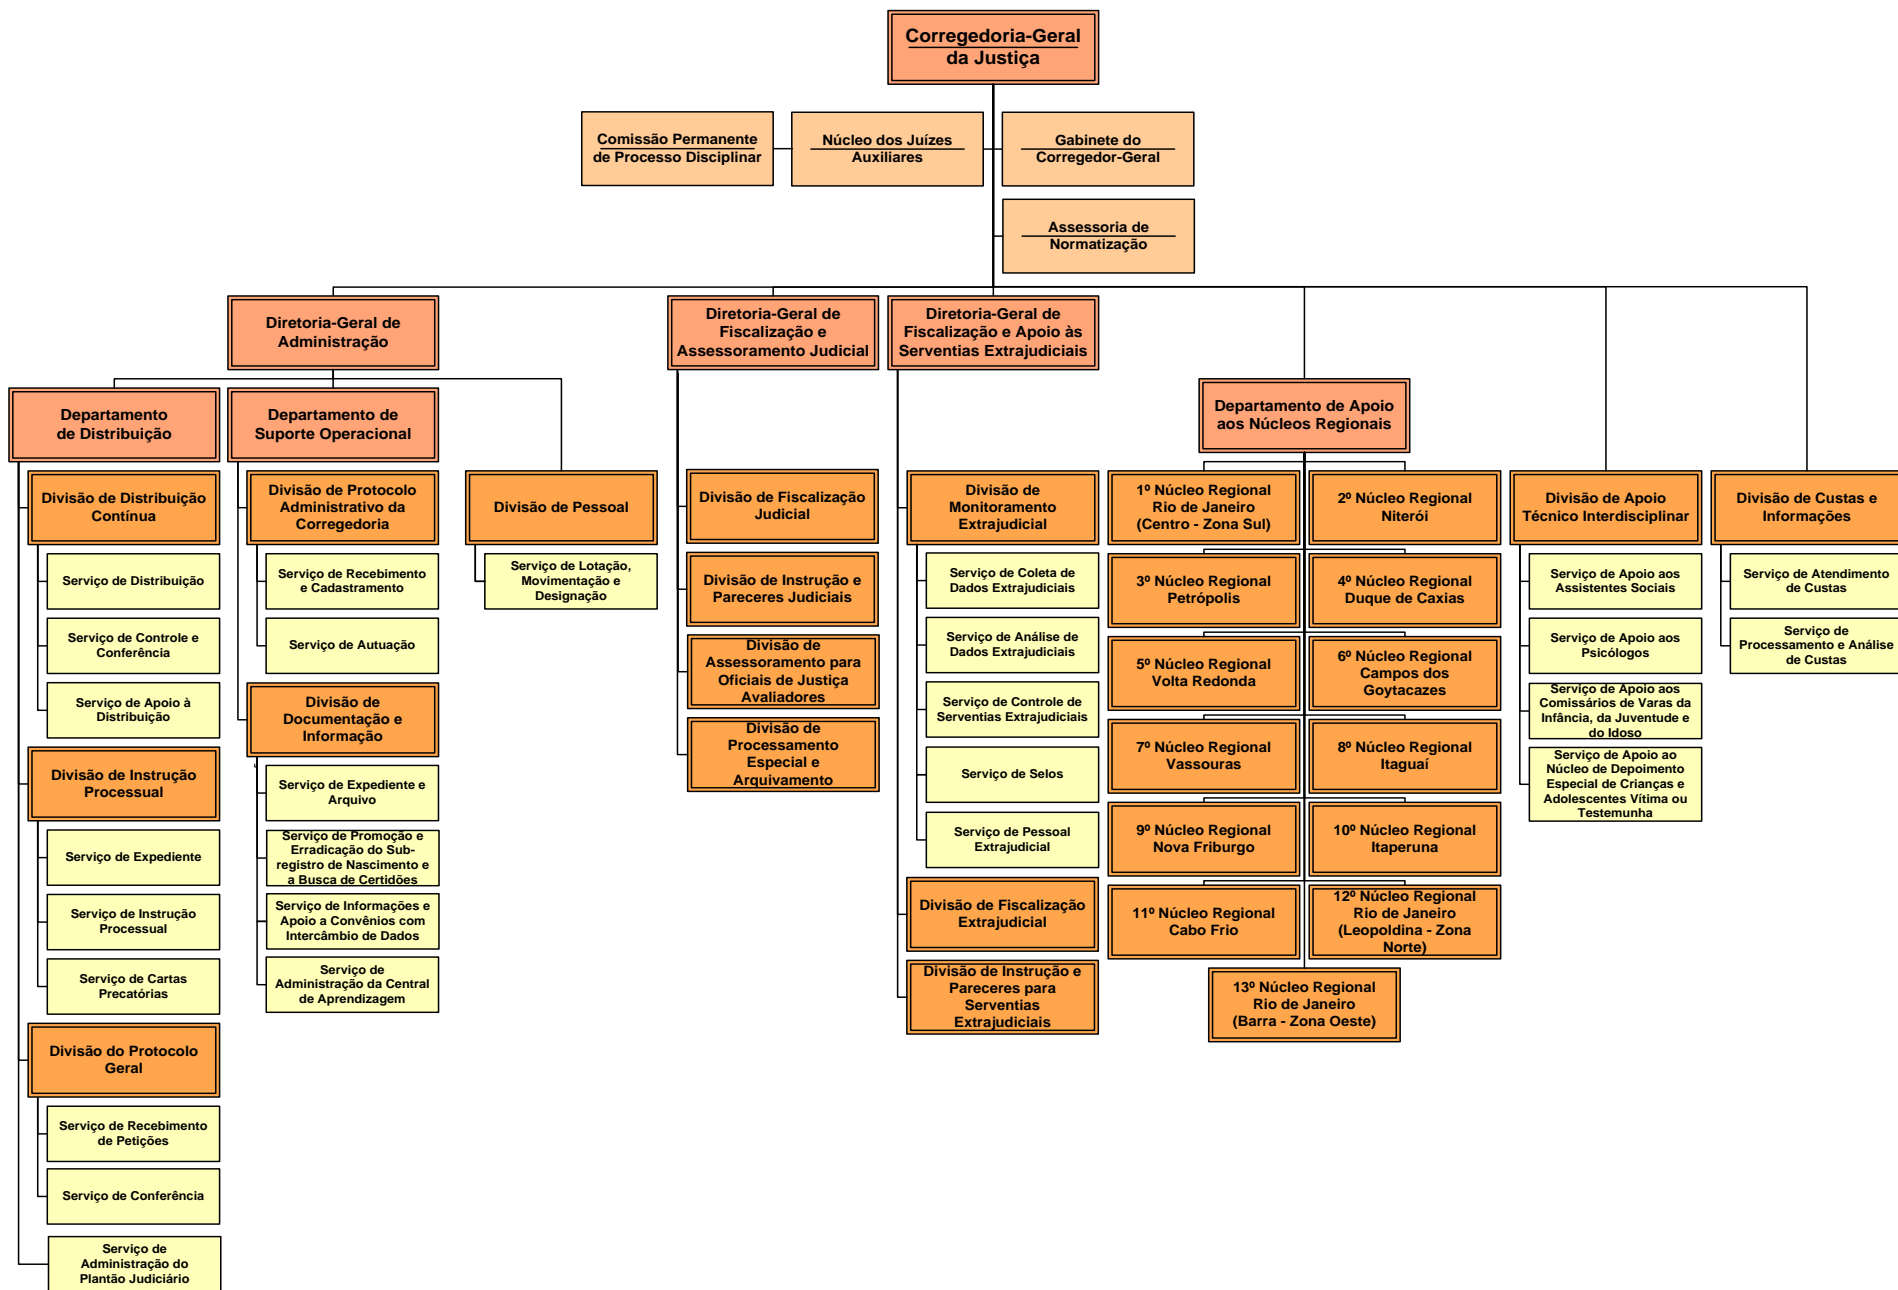 Corregedoria-Geral
da Justiça
Comissão Permanente
de Processo Disciplinar
Núcleo dos Juízes
Auxiliares
Gabinete do
Corregedor-Geral
Assessoria de
Normatização
Diretoria-Geral de
Administração
Diretoria-Geral de
Fiscalização e
Assessoramento Judicial
Diretoria-Geral de
Fiscalização e Apoio às
Serventias Extrajudiciais
Departamento
de Distribuição
Departamento de
Suporte Operacional
Departamento de Apoio
aos Núcleos Regionais
Divisão de Distribuição
Contínua
Serviço de Distribuição
Serviço de Controle e
Conferência
Serviço de Apoio à
Distribuição
Divisão de Instrução
Processual
Serviço de Expediente
Serviço de Instrução
Processual
Serviço de Cartas
Precatórias
Divisão do Protocolo
Geral
Serviço de Recebimento
de Petições
Serviço de Conferência
Serviço de
Administração do
Plantão Judiciário
Divisão de Protocolo
Administrativo da
Corregedoria
Serviço de Recebimento
e Cadastramento
Serviço de Autuação
Divisão de
Documentação e
Informação
Serviço de Expediente e
Arquivo
Serviço de Promoção e
Erradicação do Sub-
registro de Nascimento e
a Busca de Certidões
Serviço de Informações e
Apoio a Convênios com
Intercâmbio de Dados
Serviço de
Administração da Central
de Aprendizagem
Divisão de Pessoal
Serviço de Lotação,
Movimentação e
Designação
Divisão de Fiscalização
Judicial
Divisão de Instrução e
Pareceres Judiciais
Divisão de
Assessoramento para
Oficiais de Justiça
Avaliadores
Divisão de
Processamento
Especial e
Arquivamento
Divisão de
Monitoramento
Extrajudicial
Serviço de Coleta de
Dados Extrajudiciais
Serviço de Análise de
Dados Extrajudiciais
Serviço de Controle de
Serventias Extrajudiciais
Serviço de Selos
Serviço de Pessoal
Extrajudicial
Divisão de Fiscalização
Extrajudicial
Divisão de Instrução e
Pareceres para
Serventias
Extrajudiciais
1º Núcleo Regional
Rio de Janeiro
(Centro - Zona Sul)
2º Núcleo Regional
Niterói
3º Núcleo Regional
Petrópolis
4º Núcleo Regional
Duque de Caxias
5º Núcleo Regional
Volta Redonda
6º Núcleo Regional
Campos dos
Goytacazes
7º Núcleo Regional
Vassouras
8º Núcleo Regional
Itaguaí
9º Núcleo Regional
Nova Friburgo
10º Núcleo Regional
Itaperuna
11º Núcleo Regional
Cabo Frio
12º Núcleo Regional
Rio de Janeiro
(Leopoldina - Zona
Norte)
13º Núcleo Regional
Rio de Janeiro
(Barra - Zona Oeste)
Divisão de Apoio
Técnico Interdisciplinar
Serviço de Apoio aos
Assistentes Sociais
Serviço de Apoio aos
Psicólogos
Serviço de Apoio aos
Comissários de Varas da
Infância, da Juventude e
do Idoso
Serviço de Apoio ao
Núcleo de Depoimento
Especial de Crianças e
Adolescentes Vítima ou
Testemunha
Divisão de Custas e
Informações
Serviço de Atendimento
de Custas
Serviço de
Processamento e Análise
de Custas